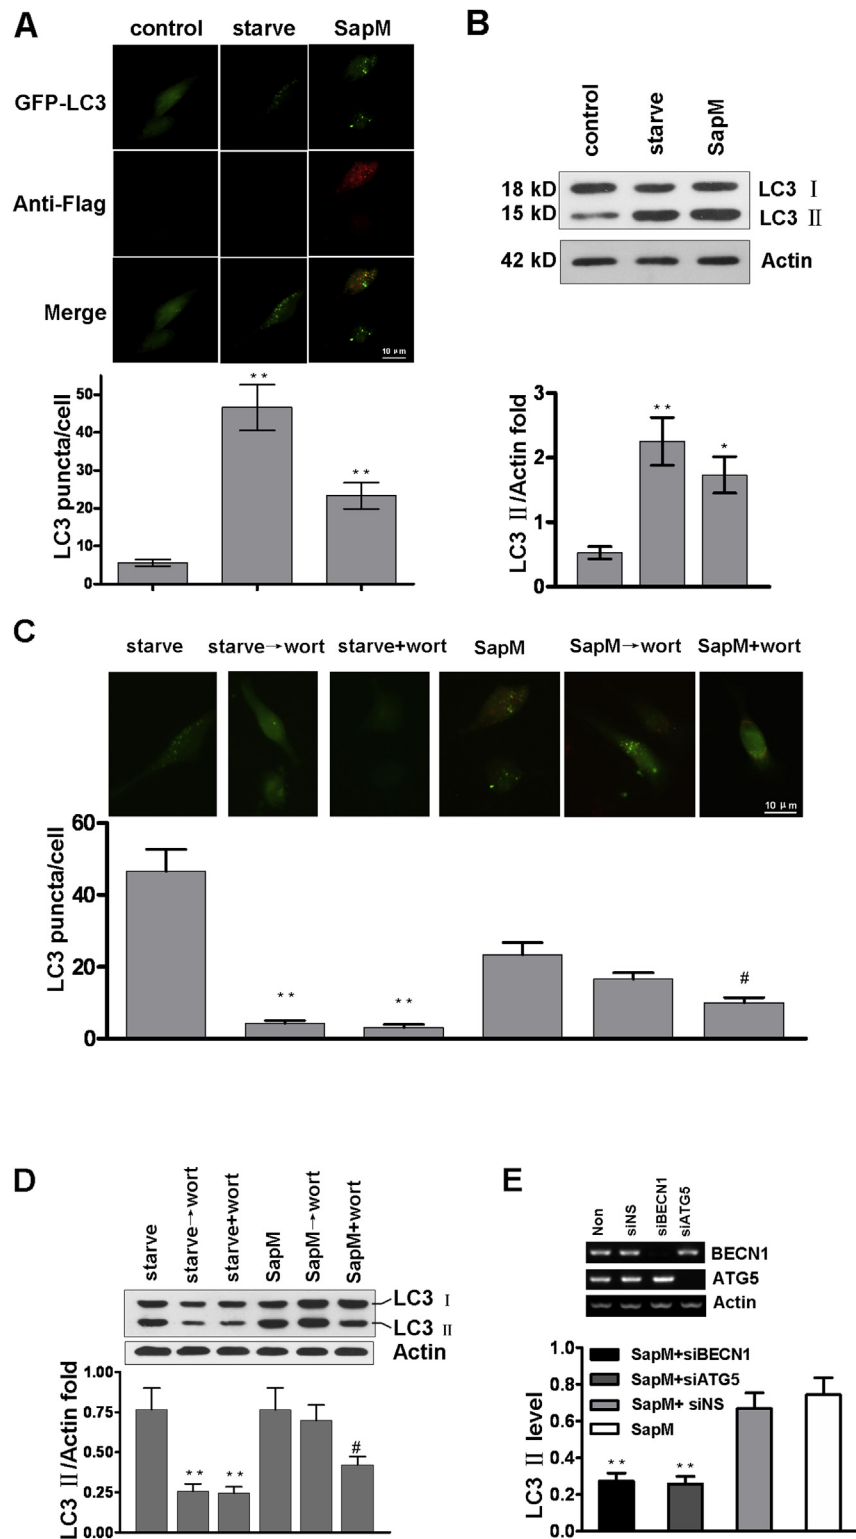 A
control starve SapM
GFP-LC3
Anti-Flag
Merge
10 μm
LC3 puncta/cell
50
40
30
20
10
0
* *
* *
B
control
starve
SapM
18 kD
LC3 Ⅰ
15 kD
LC3 Ⅱ
42 kD
Actin
LC3 Ⅱ/Actin fold
3
2
1
0
* *
*
C
starve starve→wort starve+wort SapM SapM→wort SapM+wort
10 μm
LC3 puncta/cell
60
40
20
0
* *
* *
#
D
starve
starve→wort
starve+wort
SapM
SapM→wort
SapM+wort
LC3 Ⅰ
LC3 Ⅱ
Actin
LC3 Ⅱ/Actin fold
1.00
0.75
0.50
0.25
0.00
* *
* *
#
E
Non
siNS
siBECN1
siATG5
BECN1
ATG5
Actin
LC3 Ⅱ level
1.0
0.8
0.6
0.4
0.2
0.0
SapM+siBECN1
SapM+siATG5
SapM+ siNS
SapM
* *
* *